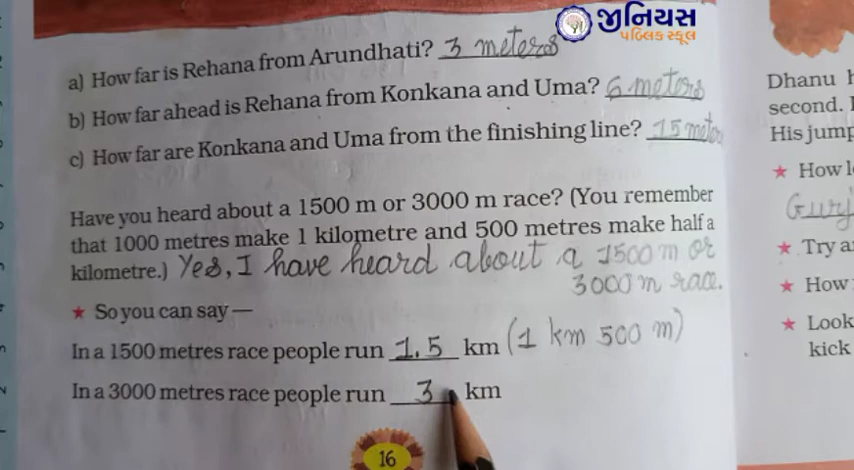 જીનિયસ
પબ્લિક સ્કૂલ
a) How far is Rehana from Arundhati? 3 meters
b) How far ahead is Rehana from Konkana and Uma? 6 meters
c) How far are Konkana and Uma from the finishing line? 15 meters
Have you heard about a 1500 m or 3000 m race? (You remember
that 1000 metres make 1 kilometre and 500 metres make half a
kilometre.) Yes, I have heard about a 1500 m or
3000 m race.
★ So you can say—
In a 1500 metres race people run 1.5 km (1 km 500 m)
In a 3000 metres race people run 3 km
16
Dhanu
second.
His jump
★ How
★ Try
★ How
★ Look
kick